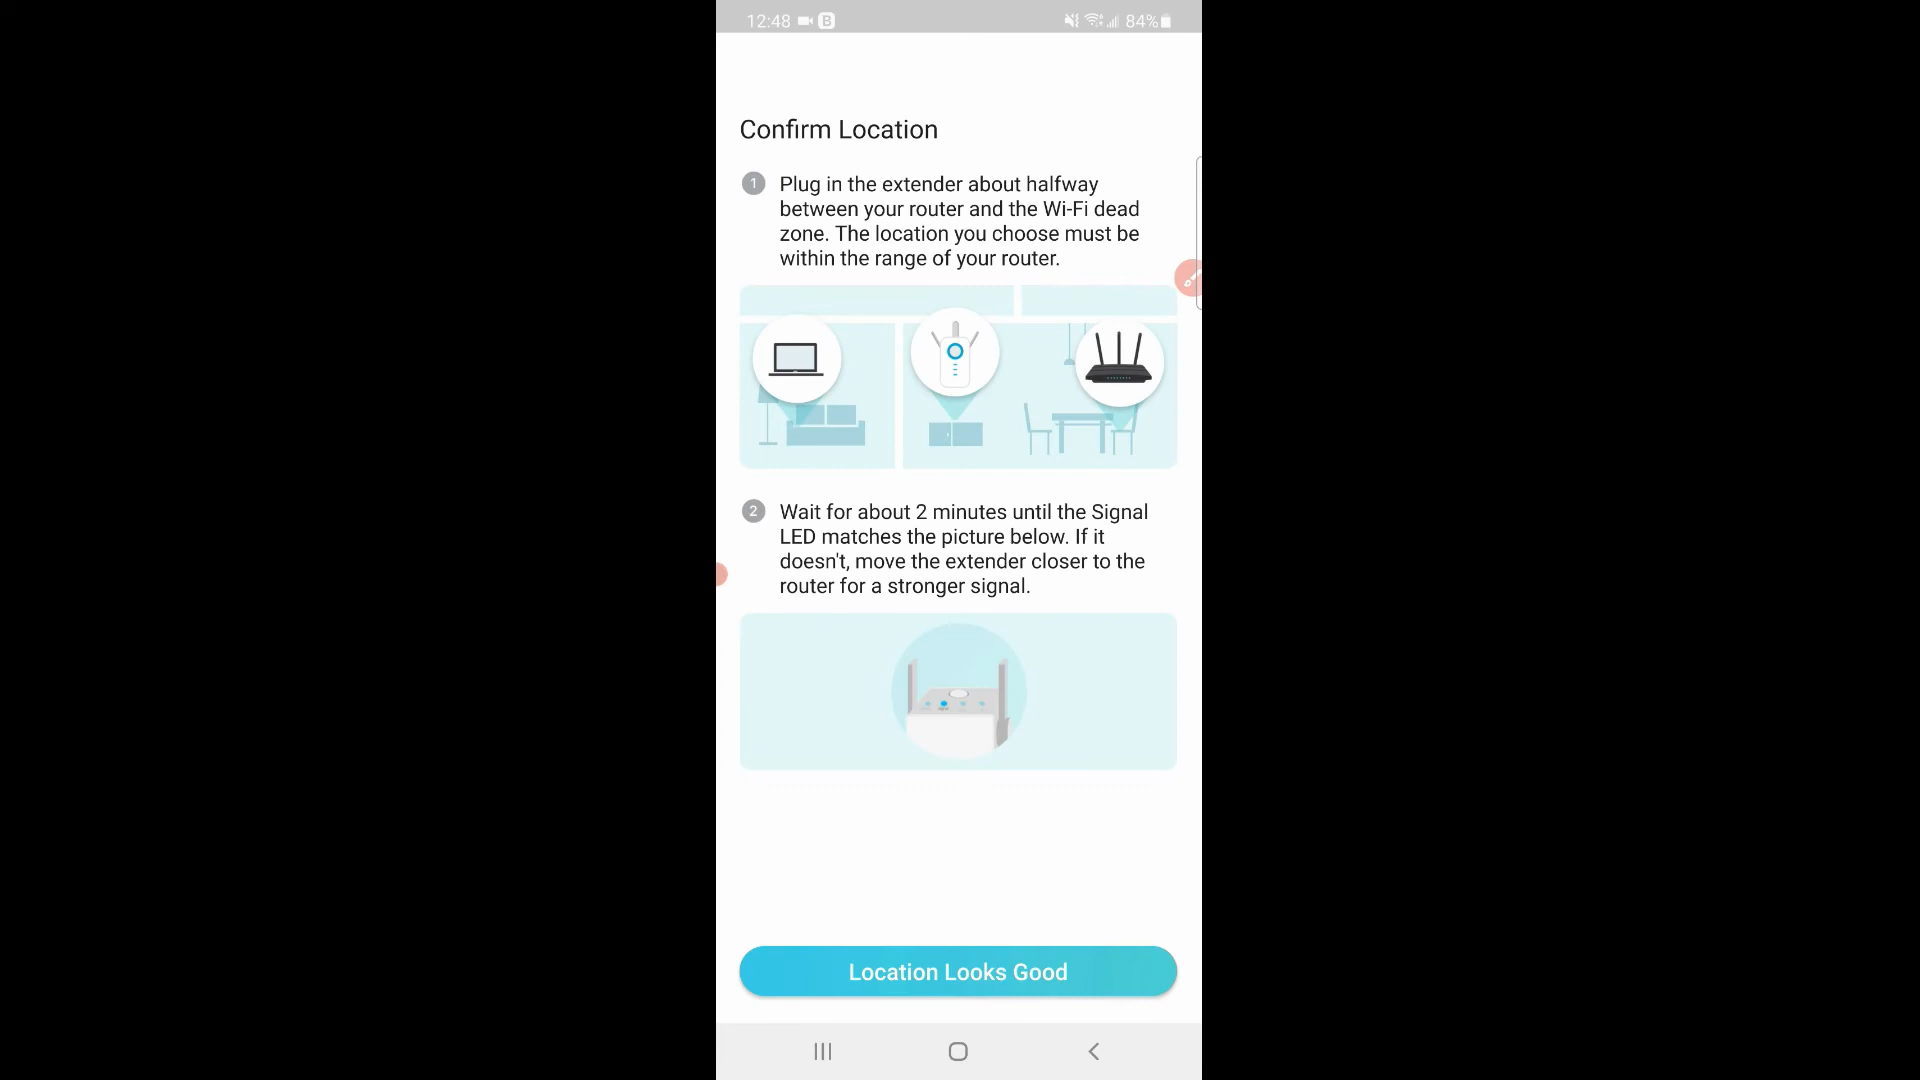 12:48 B 84%
Confirm Location
1 Plug in the extender about halfway
between your router and the Wi-Fi dead
zone. The location you choose must be
within the range of your router.
2 Wait for about 2 minutes until the Signal
LED matches the picture below. If it
doesn't, move the extender closer to the
router for a stronger signal.
Location Looks Good